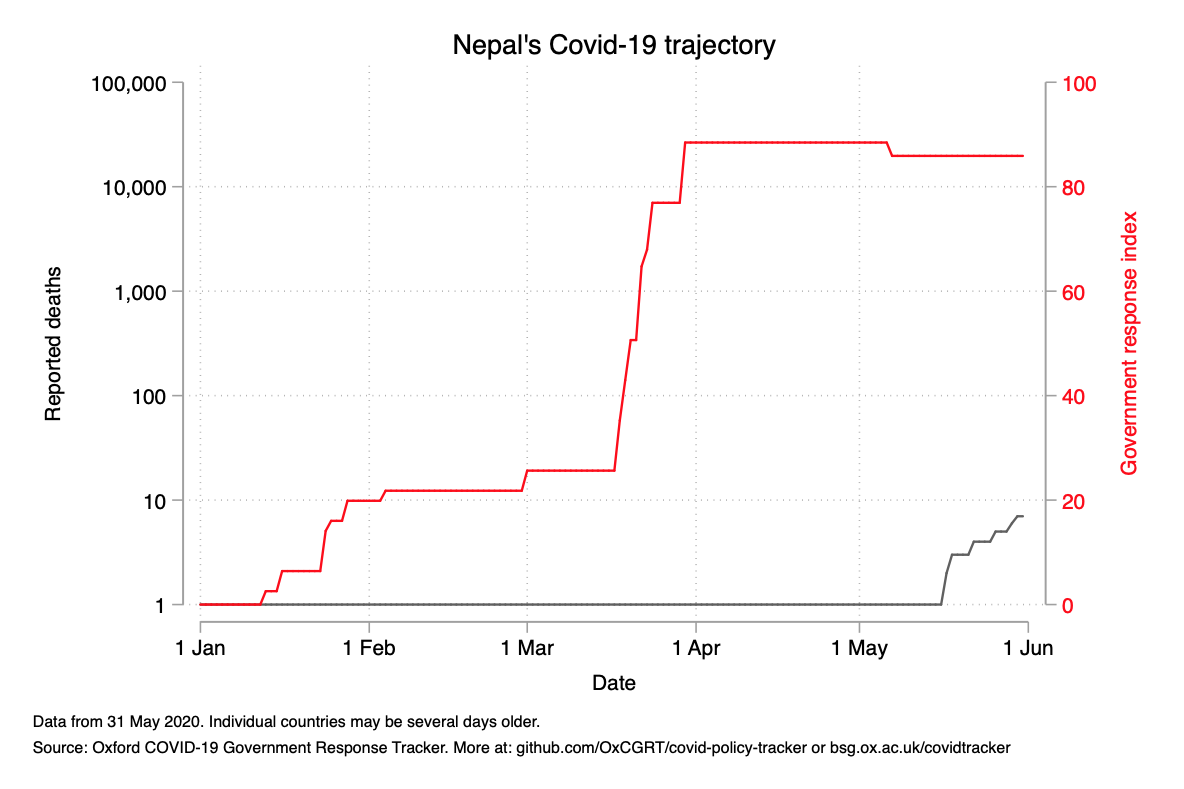 Nepal's Covid-19 trajectory
100,000
10,000
1,000
100
10
1
Reported deaths
100
80
60
40
20
0
Government response index
1 Jan
1 Feb
1 Mar
1 Apr
1 May
1 Jun
Date
Data from 31 May 2020. Individual countries may be several days older.
Source: Oxford COVID-19 Government Response Tracker. More at: github.com/OxCGRT/covid-policy-tracker or bsg.ox.ac.uk/covidtracker